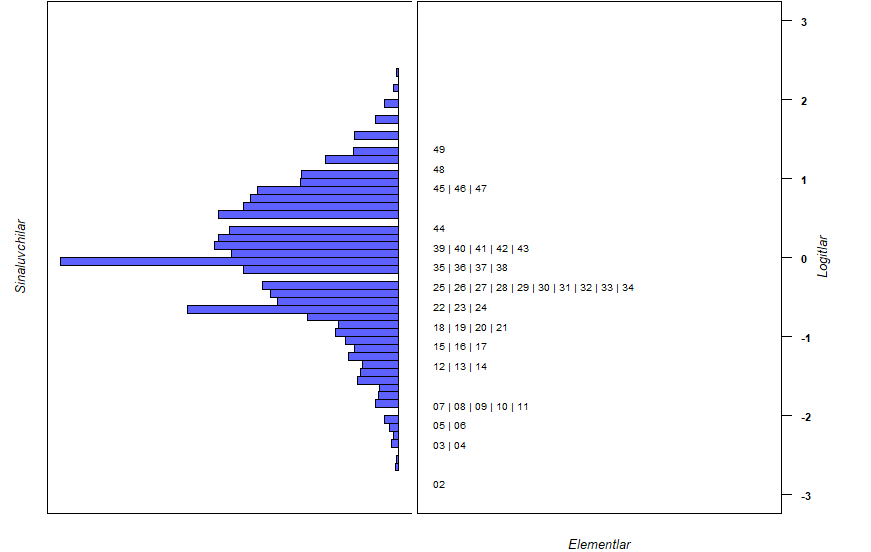 3
2
49
48
1
45 | 46 | 47
44
Sinaluvchilar
39 | 40 | 41 | 42 | 43
0
Logitlar
35 | 36 | 37 | 38
25 | 26 | 27 | 28 | 29 | 30 | 31 | 32 | 33 | 34
22 | 23 | 24
18 | 19 | 20 | 21
-1
15 | 16 | 17
12 | 13 | 14
07 | 08 | 09 | 10 | 11
-2
05 | 06
03 | 04
02
-3
Elementlar